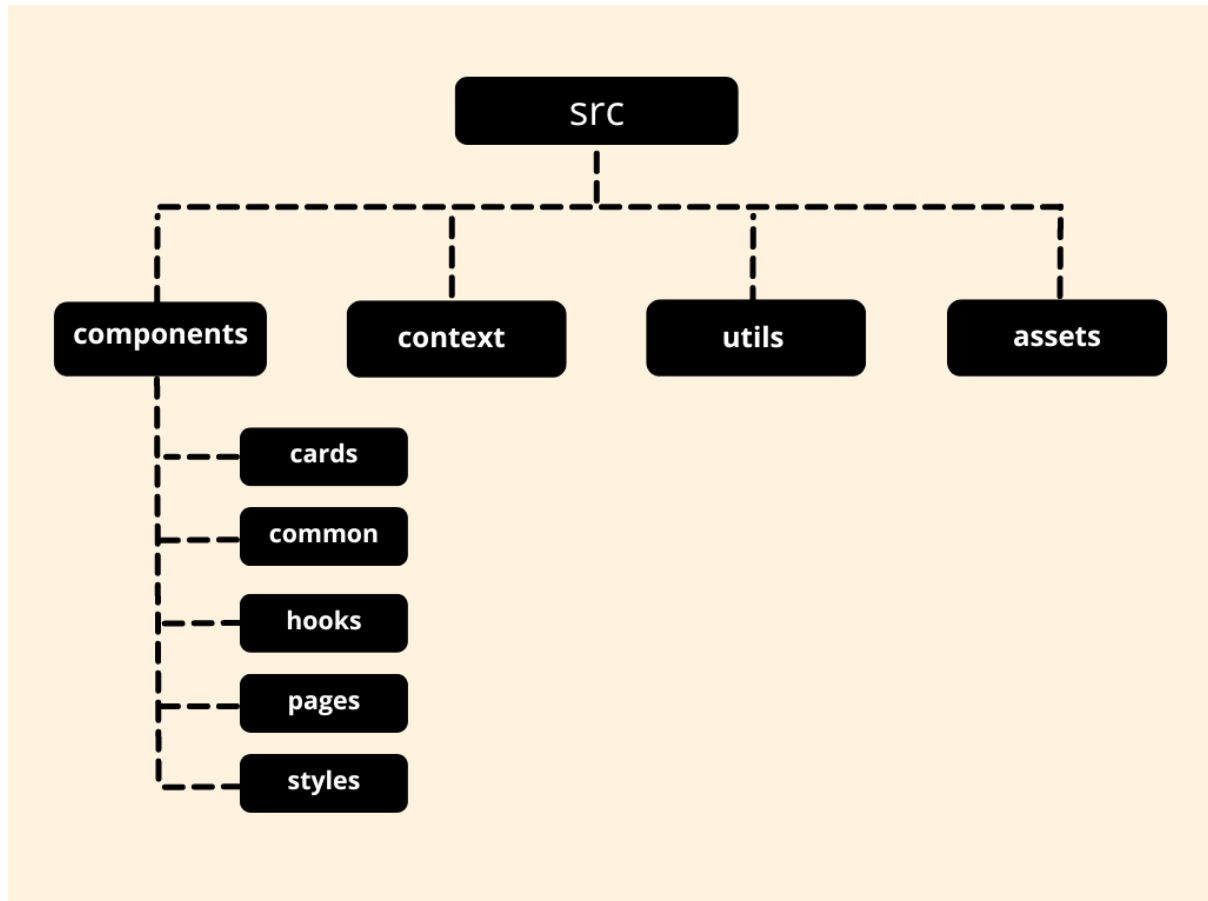 src
components
context
utils
assets
cards
common
hooks
pages
styles